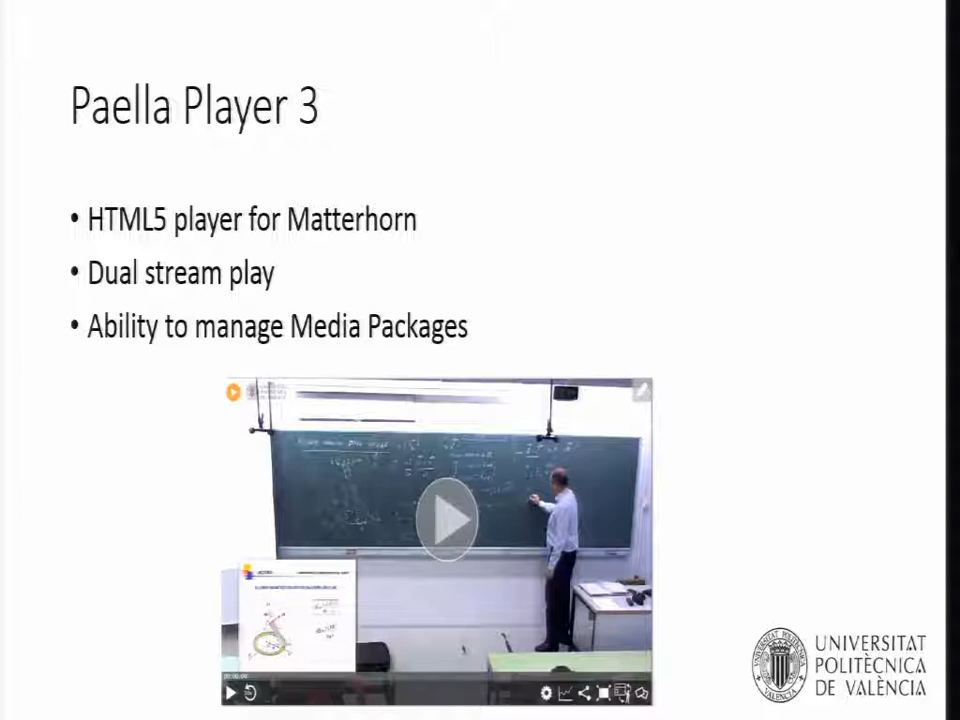 Paella Player 3
• HTML5 player for Matterhorn
• Dual stream play
• Ability to manage Media Packages
UNIVERSITAT
POLITÈCNICA
DE VALÈNCIA